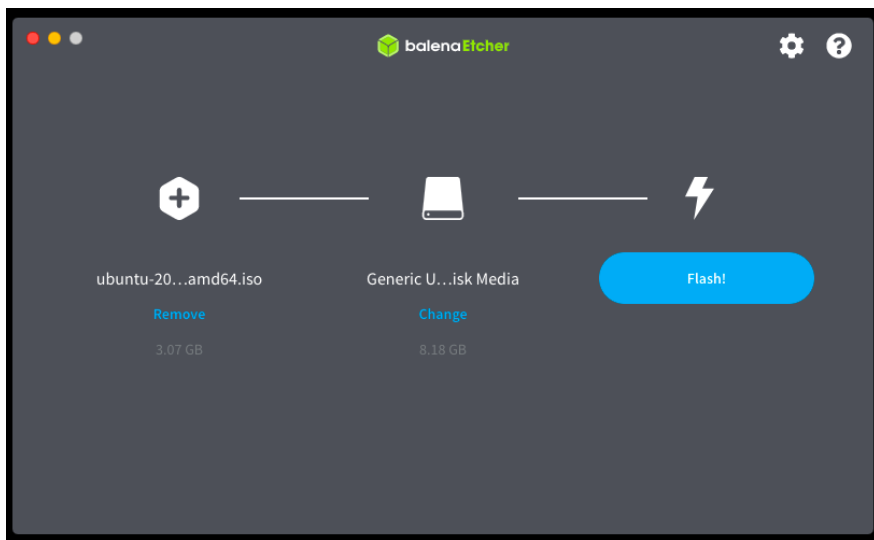 balenaEtcher
ubuntu-20...amd64.iso
Generic U...isk Media
Flash!
Remove
Change
3.07 GB
8.18 GB